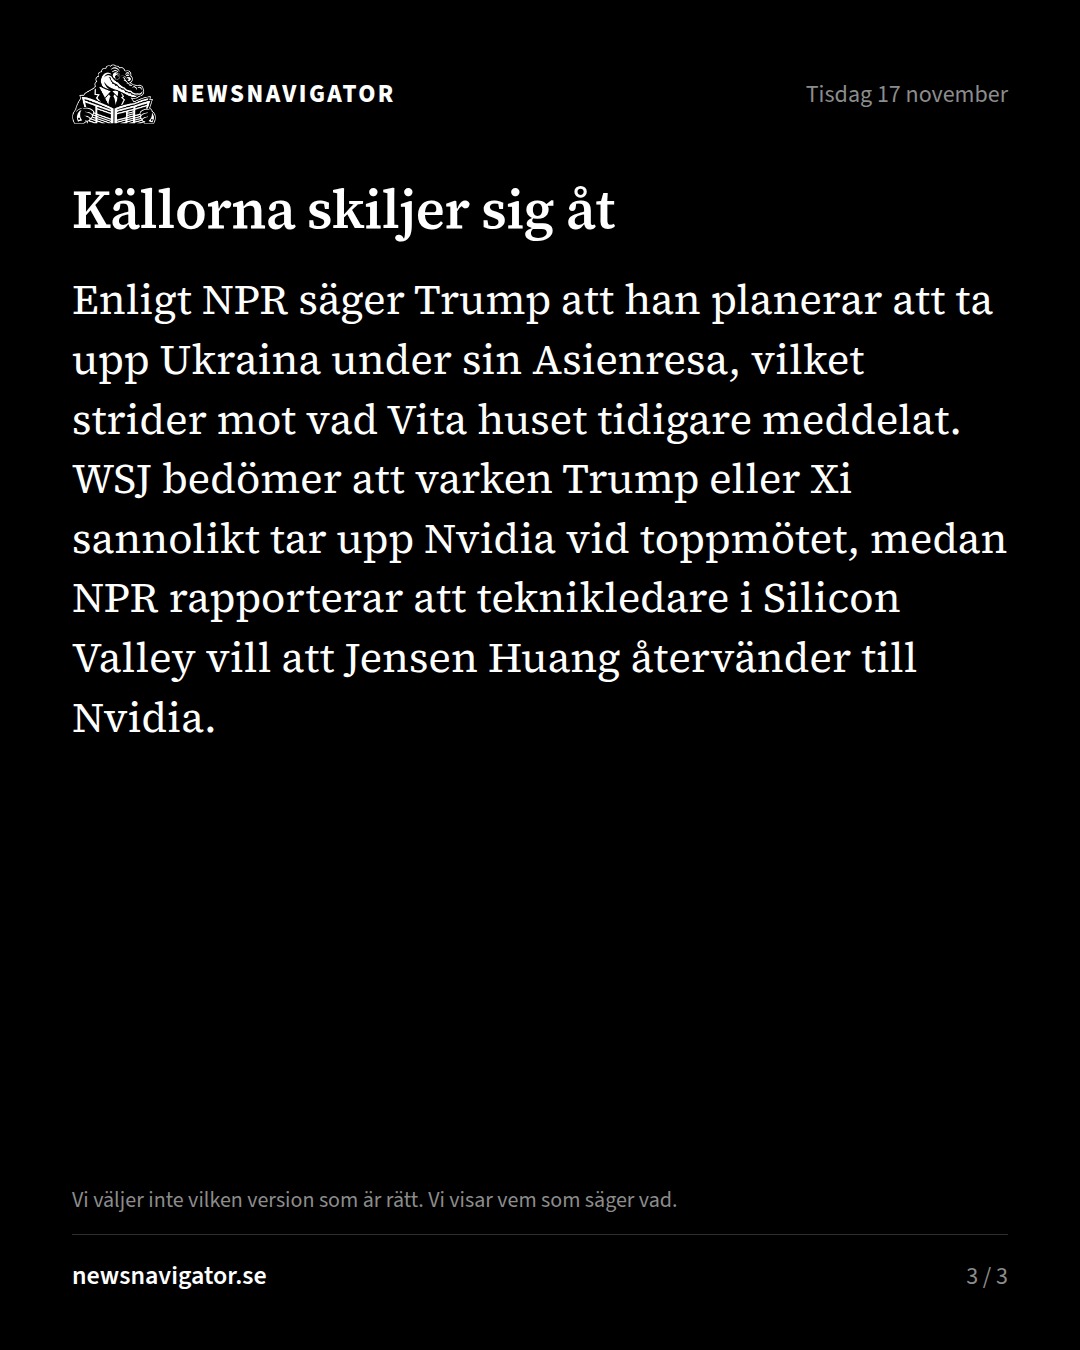 NEWSNAVIGATOR
Tisdag 17 november
Källorna skiljer sig åt
Enligt NPR säger Trump att han planerar att ta
upp Ukraina under sin Asienresa, vilket
strider mot vad Vita huset tidigare meddelat.
WSJ bedömer att varken Trump eller Xi
sannolikt tar upp Nvidia vid toppmötet, medan
NPR rapporterar att teknikledare i Silicon
Valley vill att Jensen Huang återvänder till
Nvidia.
Vi väljer inte vilken version som är rätt. Vi visar vem som säger vad.
newsnavigator.se
3 / 3